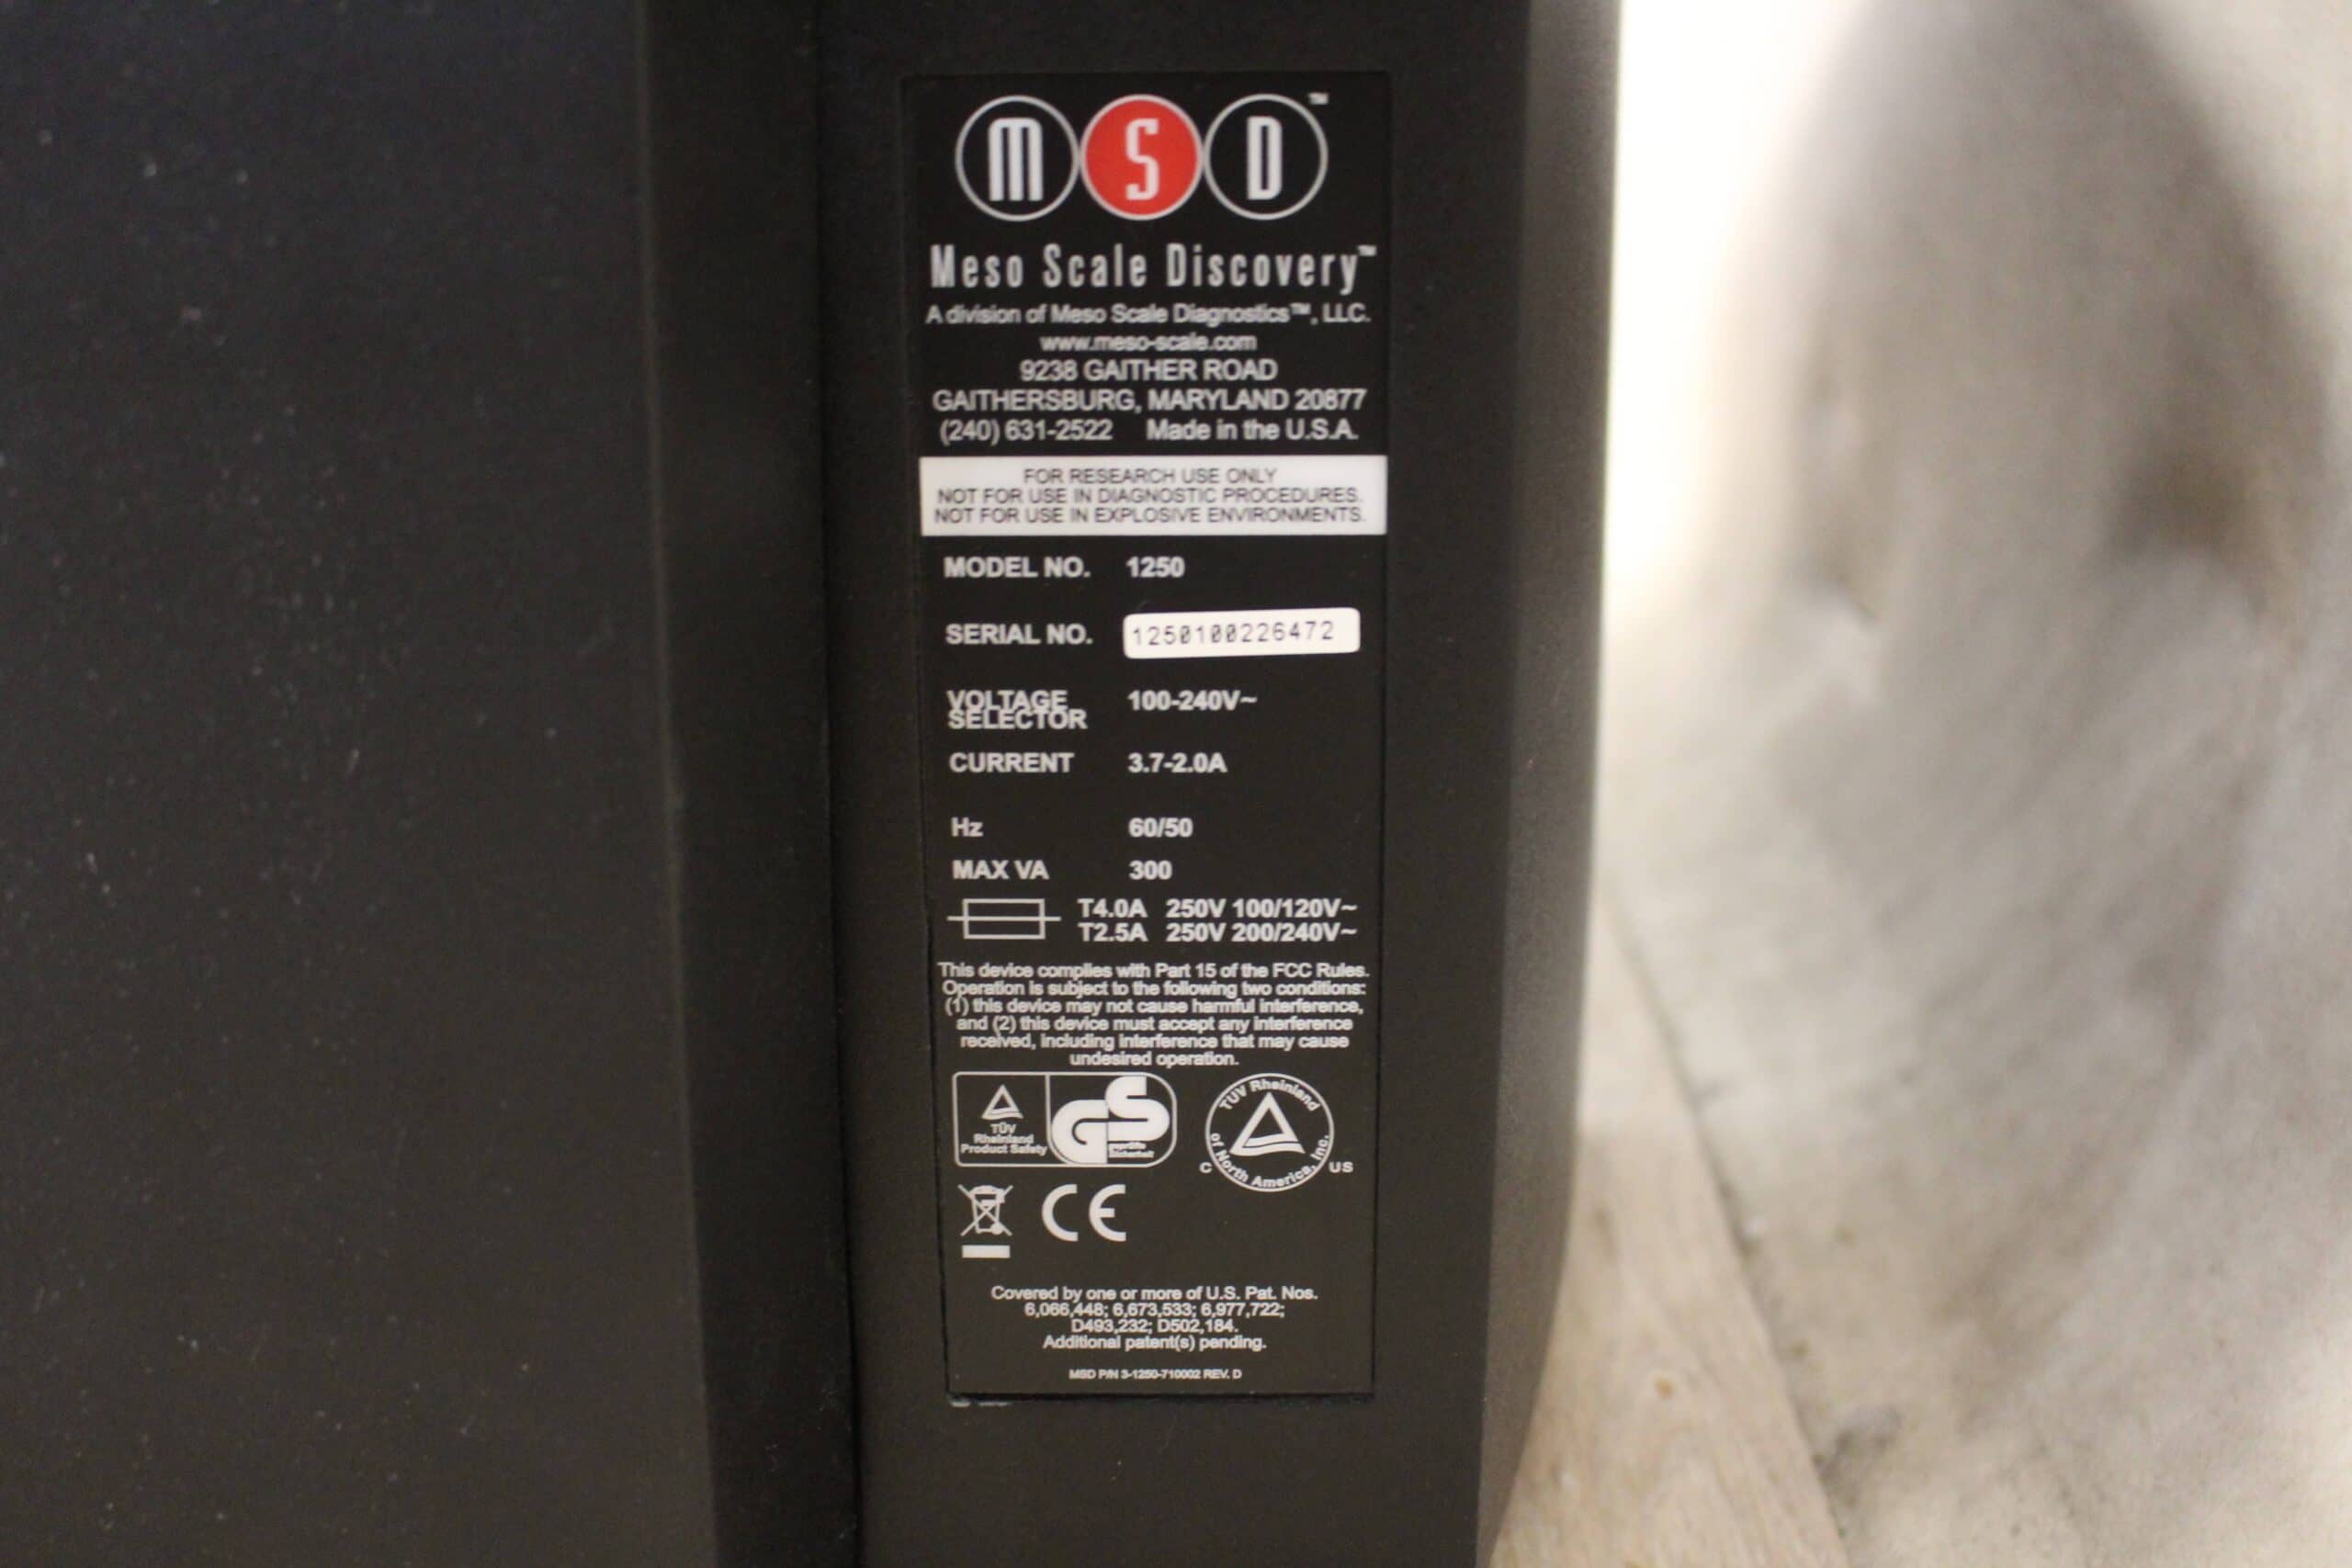 MSD™
Meso Scale Discovery™
A division of Meso Scale Diagnostics™, LLC.
www.meso-scale.com
9238 GAITHER ROAD
GAITHERSBURG, MARYLAND 20877
(240) 631-2522 Made in the U.S.A.
FOR RESEARCH USE ONLY
NOT FOR USE IN DIAGNOSTIC PROCEDURES.
NOT FOR USE IN EXPLOSIVE ENVIRONMENTS.
MODEL NO. 1250
SERIAL NO. 1250100226472
VOLTAGE 100-240V~
SELECTOR
CURRENT 3.7-2.0A
Hz 60/50
MAX VA 300
T4.0A 250V 100/120V~
T2.5A 250V 200/240V~
This device complies with Part 15 of the FCC Rules.
Operation is subject to the following two conditions:
(1) this device may not cause harmful interference,
and (2) this device must accept any interference
received, including interference that may cause
undesired operation.
TÜV
Rheinland
Product Safety
GS
geprüfte
Sicherheit
TÜV Rheinland
of North America, Inc.
C US
CE
Covered by one or more of U.S. Pat. Nos.
6,066,448; 6,673,533; 6,977,722;
D493,232; D502,184.
Additional patent(s) pending.
MSD P/N 3-1250-710002 REV. D